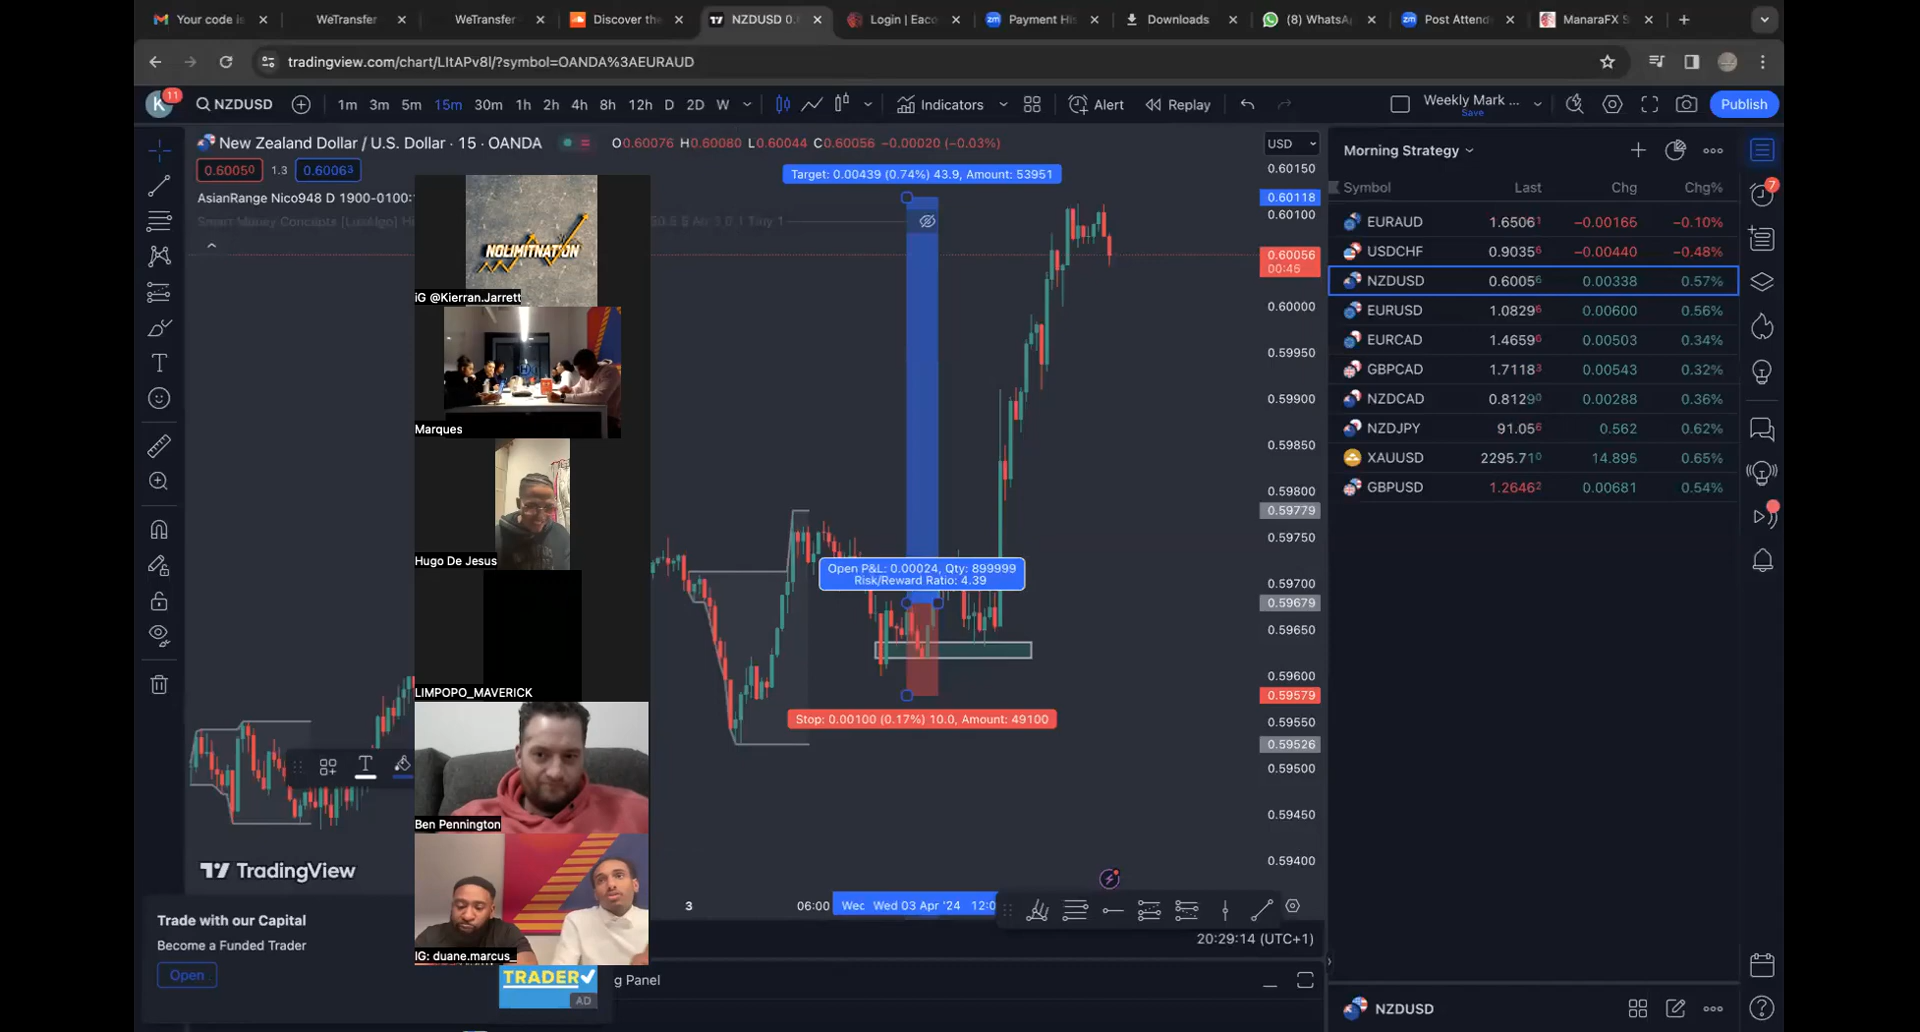 Your code is
WeTransfer
WeTransfer
Discover the
NZDUSD 0.
Login | Eaco
Payment His
Downloads
(8) WhatsAp
Post Attend
ManaraFX S
tradingview.com/chart/LItAPv8l/?symbol=OANDA%3AEURAUD
K
11
NZDUSD
1m 3m 5m 15m 30m 1h 2h 4h 8h 12h D 2D W
Indicators
Alert
Replay
Weekly Mark ...
Save
Publish
New Zealand Dollar / U.S. Dollar · 15 · OANDA
O0.60076 H0.60080 L0.60044 C0.60056 −0.00020 (−0.03%)
0.60050 1.3 0.60063
AsianRange Nico948 D 1900-0100:
Target: 0.00439 (0.74%) 43.9, Amount: 53951
Open P&L: 0.00024, Qty: 899999
Risk/Reward Ratio: 4.39
Stop: 0.00100 (0.17%) 10.0, Amount: 49100
USD
0.60150
0.60118
0.60100
0.60056
00:46
0.60000
0.59950
0.59900
0.59850
0.59800
0.59779
0.59750
0.59700
0.59679
0.59650
0.59600
0.59579
0.59550
0.59526
0.59500
0.59450
0.59400
NOLIMITNATION
iG @Kierran.Jarrett
Marques
Hugo De Jesus
LIMPOPO_MAVERICK
Ben Pennington
IG: duane.marcus_
TradingView
Trade with our Capital
Become a Funded Trader
Open
TRADER
AD
g Panel
3 06:00 Wec Wed 03 Apr '24 12:0
20:29:14 (UTC+1)
Morning Strategy
Symbol Last Chg Chg%
EURAUD 1.65061 −0.00166 −0.10%
USDCHF 0.90356 −0.00440 −0.48%
NZDUSD 0.60056 0.00338 0.57%
EURUSD 1.08296 0.00600 0.56%
EURCAD 1.46596 0.00503 0.34%
GBPCAD 1.71183 0.00543 0.32%
NZDCAD 0.81290 0.00288 0.36%
NZDJPY 91.056 0.562 0.62%
XAUUSD 2295.710 14.895 0.65%
GBPUSD 1.26462 0.00681 0.54%
7
NZDUSD